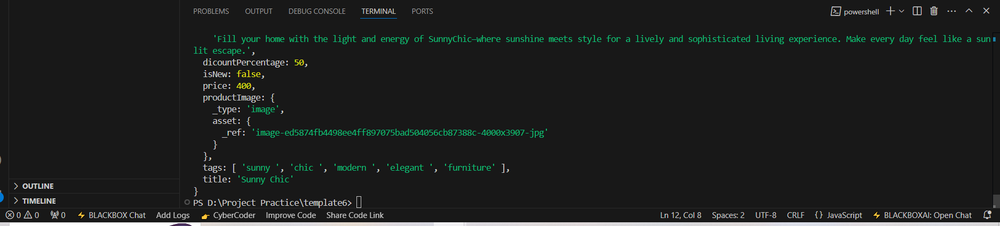 PROBLEMS OUTPUT DEBUG CONSOLE TERMINAL PORTS powershell
'Fill your home with the light and energy of SunnyChic—where sunshine meets style for a lively and sophisticated living experience. Make every day feel like a sun
lit escape.',
dicountPercentage: 50,
isNew: false,
price: 400,
productImage: {
_type: 'image',
asset: {
_ref: 'image-ed5874fb4498ee4ff897075bad504056cb87388c-4000x3907-jpg'
}
},
tags: [ 'sunny ', 'chic ', 'modern ', 'elegant ', 'furniture' ],
title: 'Sunny Chic'
}
PS D:\Project Practice\template6>
OUTLINE
TIMELINE
0 0 0 BLACKBOX Chat Add Logs CyberCoder Improve Code Share Code Link Ln 12, Col 8 Spaces: 2 UTF-8 CRLF {} JavaScript BLACKBOXAI: Open Chat